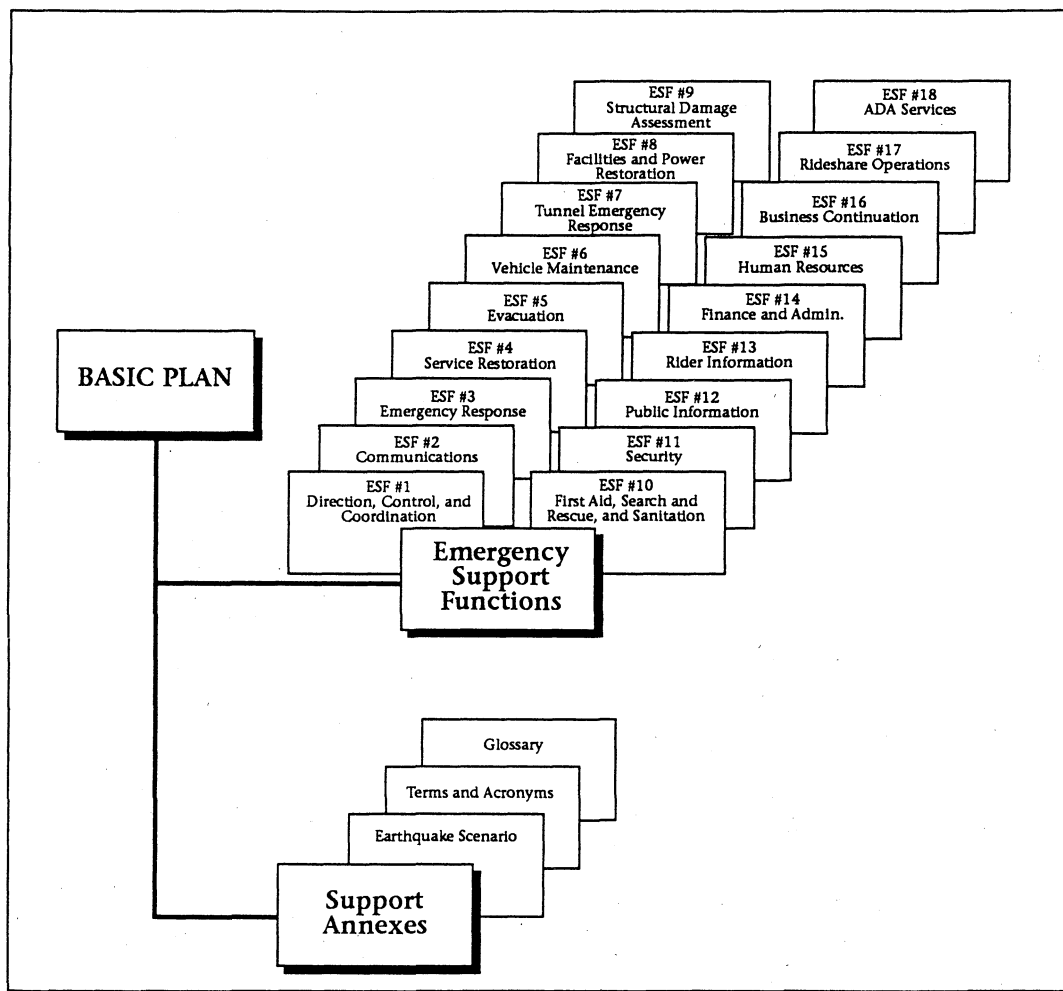 BASIC PLAN
ESF #9
Structural Damage
Assessment
ESF #8
Facilities and Power
Restoration
ESF #7
Tunnel Emergency
Response
ESF #6
Vehicle Maintenance
ESF #5
Evacuation
ESF #4
Service Restoration
ESF #3
Emergency Response
ESF #2
Communications
ESF #1
Direction, Control, and
Coordination
ESF #18
ADA Services
ESF #17
Rideshare Operations
ESF #16
Business Continuation
ESF #15
Human Resources
ESF #14
Finance and Admin.
ESF #13
Rider Information
ESF #12
Public Information
ESF #11
Security
ESF #10
First Aid, Search and
Rescue, and Sanitation
Emergency
Support
Functions
Glossary
Terms and Acronyms
Earthquake Scenario
Support
Annexes